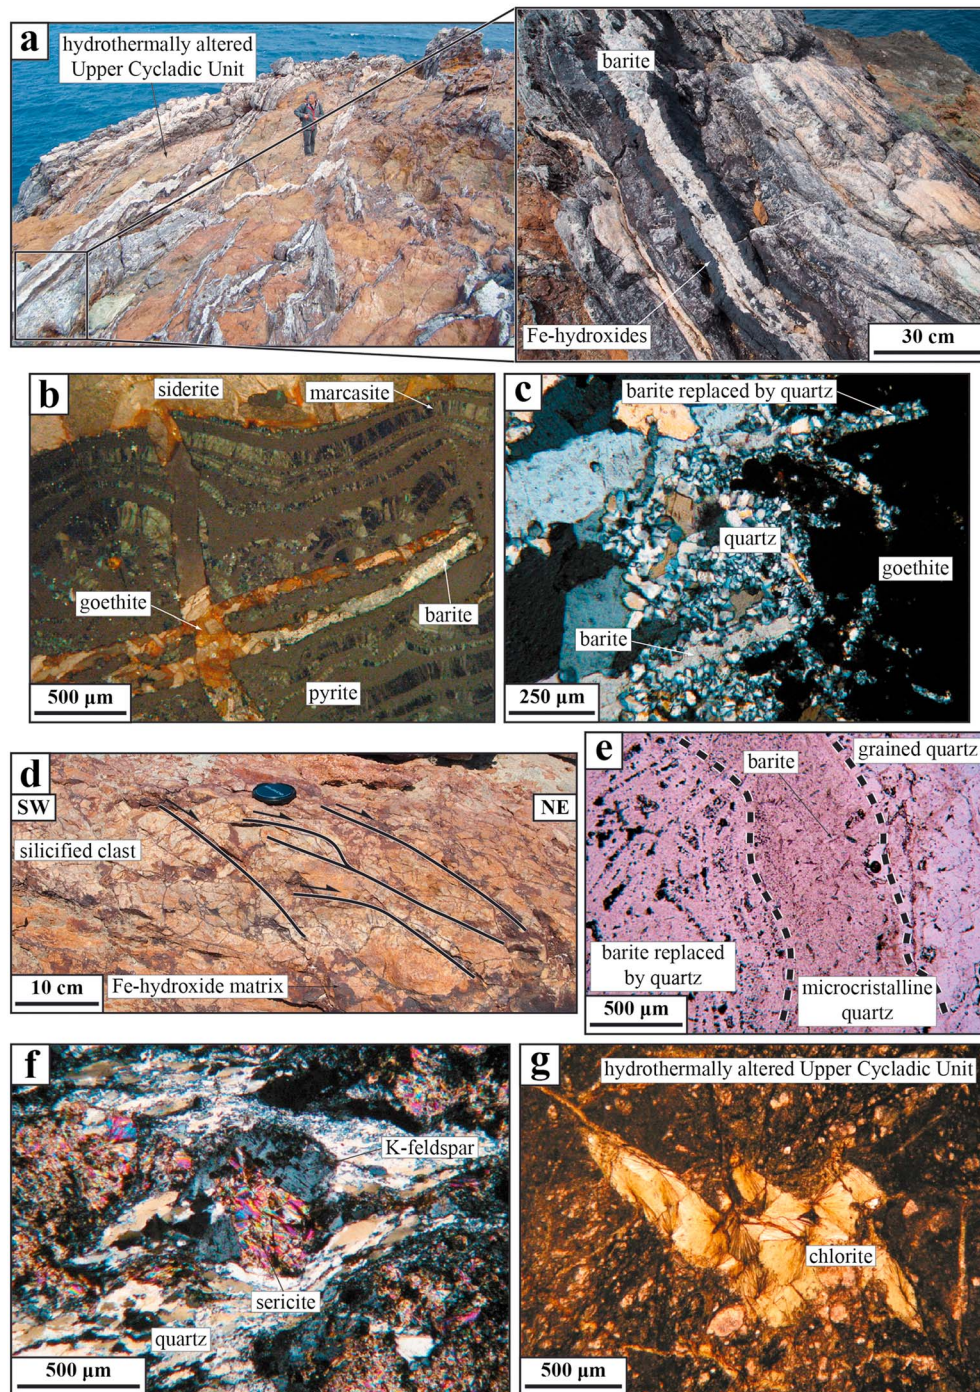 a
hydrothermally altered
Upper Cycladic Unit
barite
Fe-hydroxides
30 cm
b
siderite
marcasite
goethite
barite
pyrite
500 µm
c
barite replaced by quartz
quartz
goethite
barite
250 µm
d
SW
NE
silicified clast
10 cm
Fe-hydroxide matrix
e
grained quartz
barite
barite replaced
by quartz
microcristalline
quartz
500 µm
f
K-feldspar
sericite
quartz
500 µm
g
hydrothermally altered Upper Cycladic Unit
chlorite
500 µm